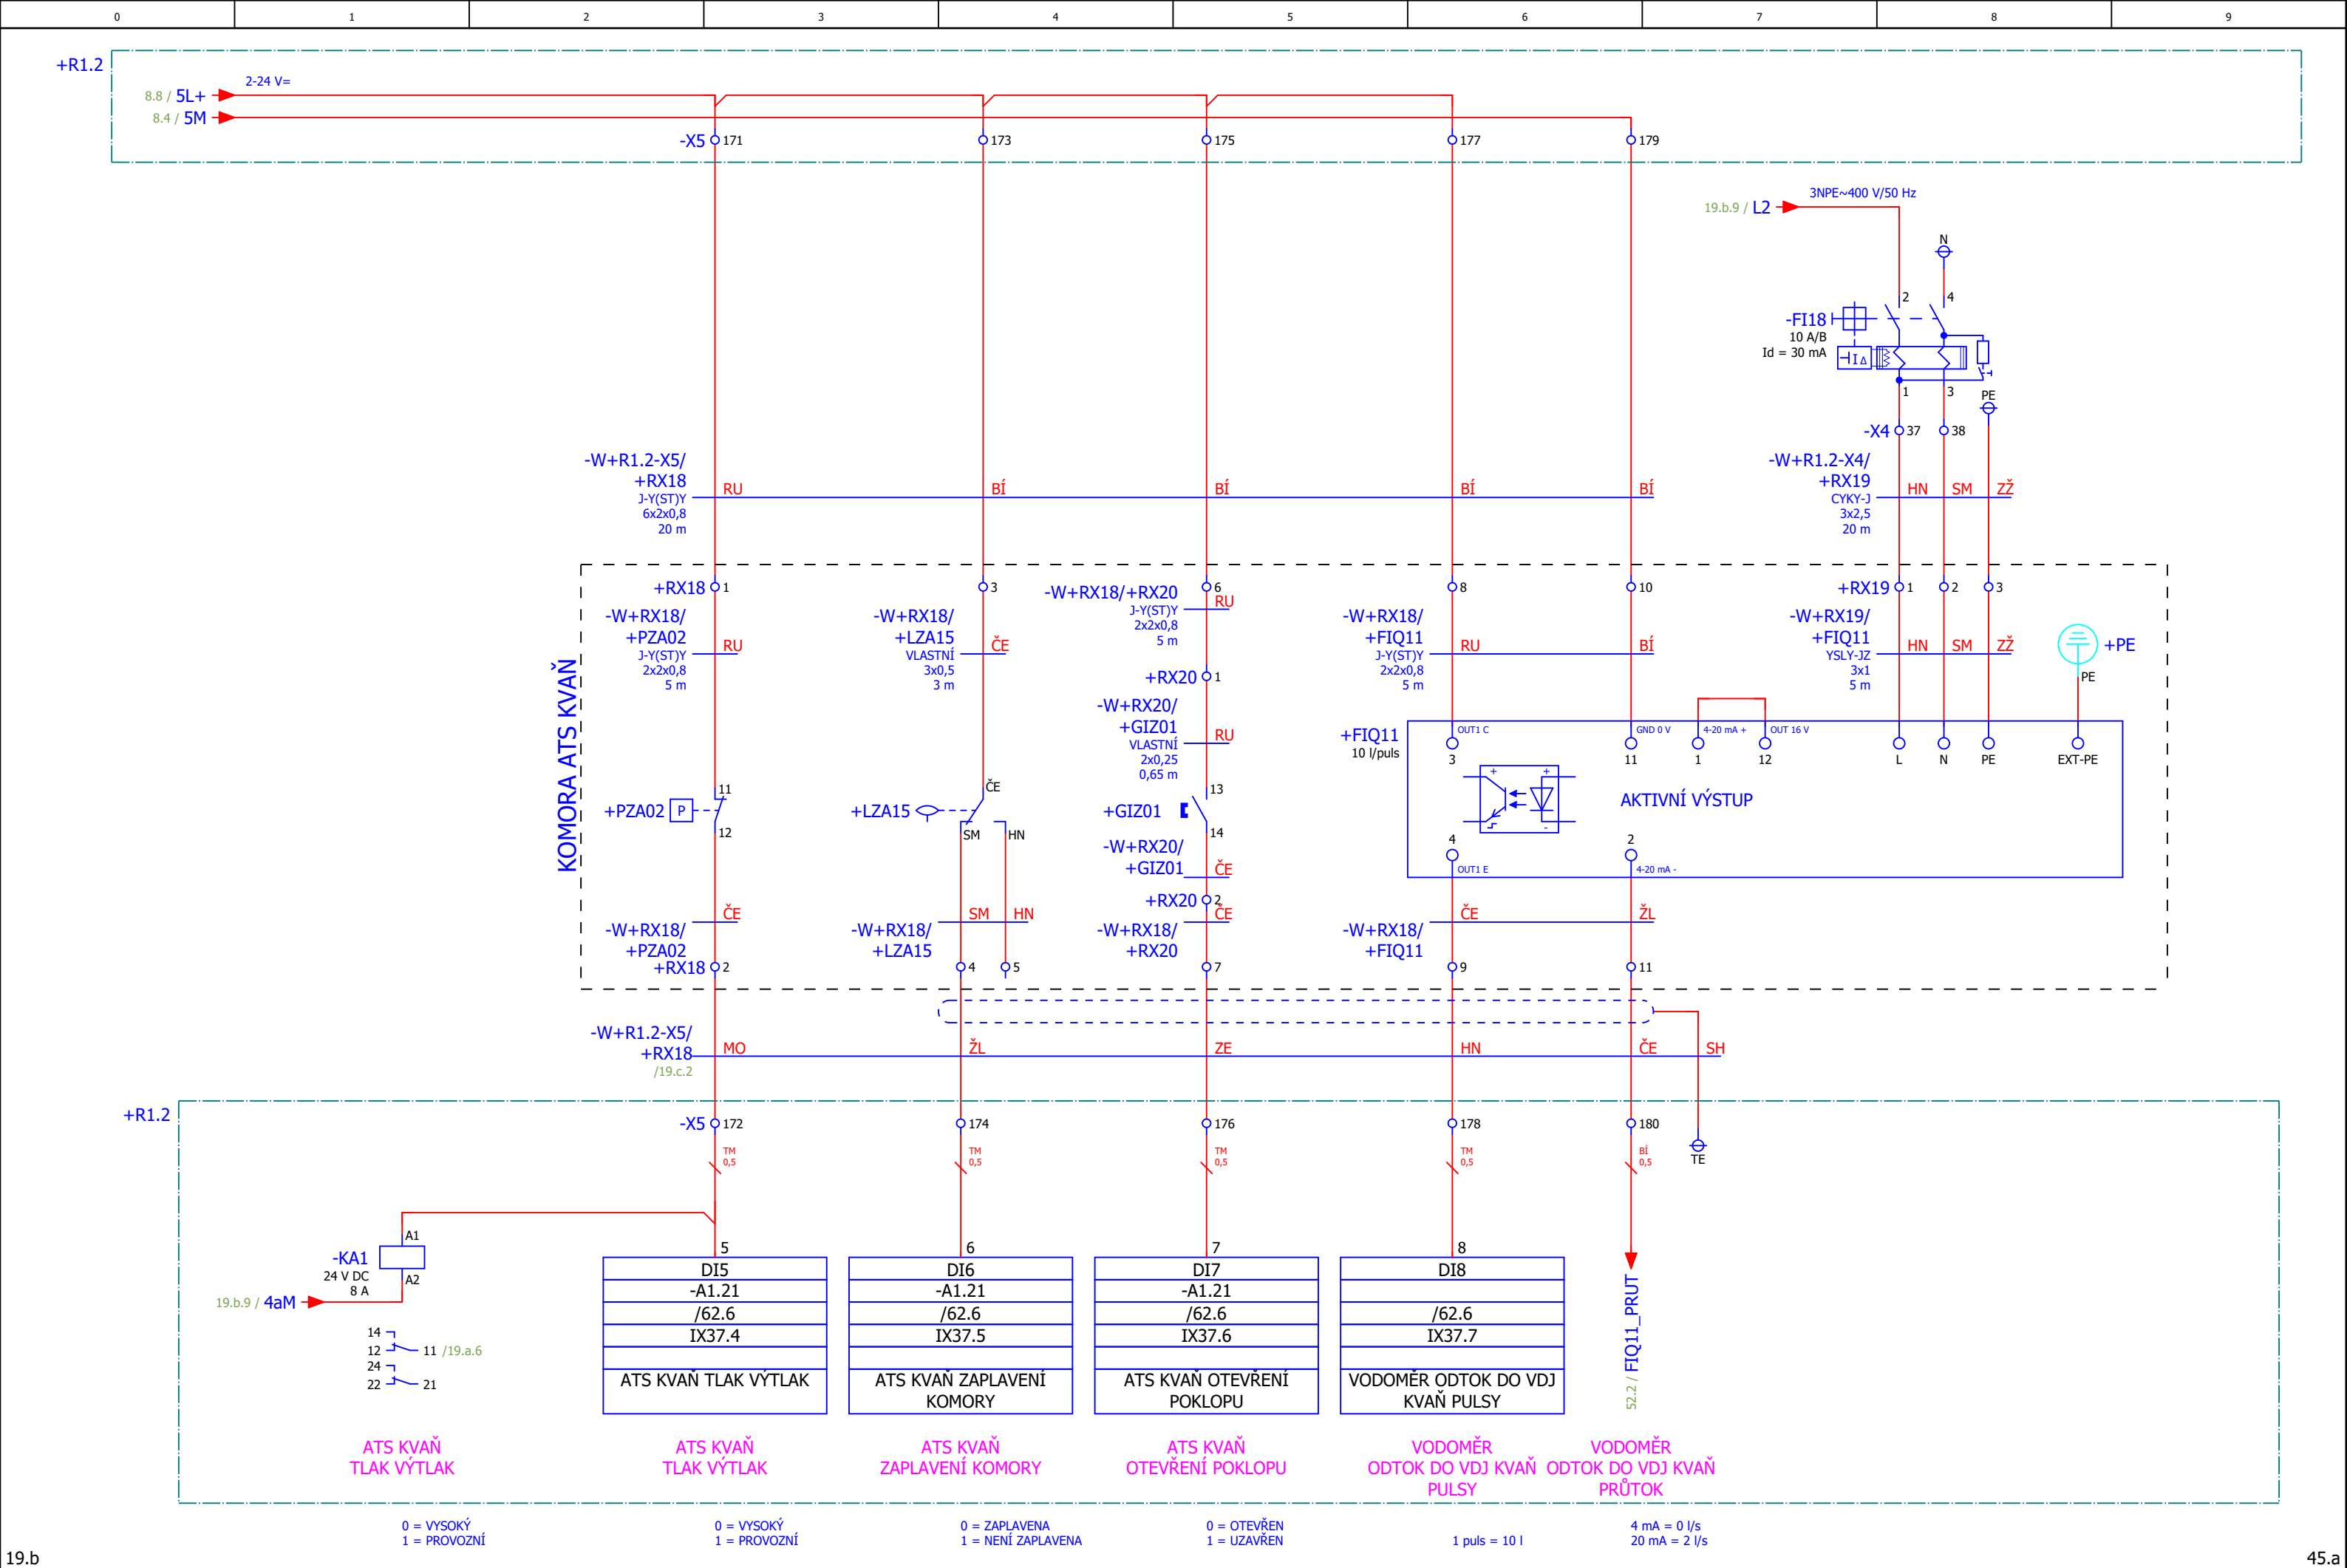 0 1 2 3 4 5 6 7 8 9
+R1.2
2-24 V=
8.8 / 5L+
8.4 / 5M
-X5 171 173 175 177 179
3NPE~400 V/50 Hz
19.b.9 / L2
N
2 4
-FI18
10 A/B
Id = 30 mA
I Δ
1 3
PE
-X4 37 38
-W+R1.2-X5/
+RX18
J-Y(ST)Y
6x2x0,8
20 m
RU BÍ BÍ BÍ BÍ
-W+R1.2-X4/
+RX19
CYKY-J
3x2,5
20 m
HN SM ZŽ
KOMORA ATS KVAŇ
+RX18 1 3 6 8 10
+RX19 1 2 3
-W+RX18/
+PZA02
J-Y(ST)Y
2x2x0,8
5 m
RU
-W+RX18/
+LZA15
VLASTNÍ
3x0,5
3 m
ČE
-W+RX18/+RX20
J-Y(ST)Y
2x2x0,8
5 m
RU
+RX20 1
-W+RX20/
+GIZ01
VLASTNÍ
2x0,25
0,65 m
RU
-W+RX18/
+FIQ11
J-Y(ST)Y
2x2x0,8
5 m
RU BÍ
-W+RX19/
+FIQ11
YSLY-JZ
3x1
5 m
HN SM ZŽ
+PE
PE
+FIQ11
10 l/puls
OUT1 C GND 0 V 4-20 mA + OUT 16 V
3 11 1 12 L N PE EXT-PE
+ +
-
AKTIVNÍ VÝSTUP
4 2
OUT1 E 4-20 mA -
+PZA02 P
11
12
+LZA15
ČE
SM HN
+GIZ01
13
14
-W+RX20/
+GIZ01
ČE
+RX20 2
ČE
-W+RX18/
+PZA02
ČE
-W+RX18/
+LZA15
SM HN
-W+RX18/
+RX20
ČE
-W+RX18/
+FIQ11
ČE ŽL
+RX18 2 4 5 7 9 11
-W+R1.2-X5/
+RX18
/19.c.2
MO ŽL ZE HN ČE SH
+R1.2
-X5 172 174 176 178 180
TE
TM
0,5
TM
0,5
TM
0,5
TM
0,5
BÍ
0,5
-KA1
24 V DC
8 A
A1
A2
19.b.9 / 4aM
14
12 11 /19.a.6
24
22 21
5
DI5
-A1.21
/62.6
IX37.4
ATS KVAŇ TLAK VÝTLAK
6
DI6
-A1.21
/62.6
IX37.5
ATS KVAŇ ZAPLAVENÍ
KOMORY
7
DI7
-A1.21
/62.6
IX37.6
ATS KVAŇ OTEVŘENÍ
POKLOPU
8
DI8
/62.6
IX37.7
VODOMĚR ODTOK DO VDJ
KVAŇ PULSY
52.2 / FIQ11_PRUT
ATS KVAŇ
TLAK VÝTLAK
ATS KVAŇ
TLAK VÝTLAK
ATS KVAŇ
ZAPLAVENÍ KOMORY
ATS KVAŇ
OTEVŘENÍ POKLOPU
VODOMĚR
ODTOK DO VDJ KVAŇ
PULSY
VODOMĚR
ODTOK DO VDJ KVAŇ
PRŮTOK
0 = VYSOKÝ
1 = PROVOZNÍ
0 = VYSOKÝ
1 = PROVOZNÍ
0 = ZAPLAVENA
1 = NENÍ ZAPLAVENA
0 = OTEVŘEN
1 = UZAVŘEN
1 puls = 10 l
4 mA = 0 l/s
20 mA = 2 l/s
19.b
45.a